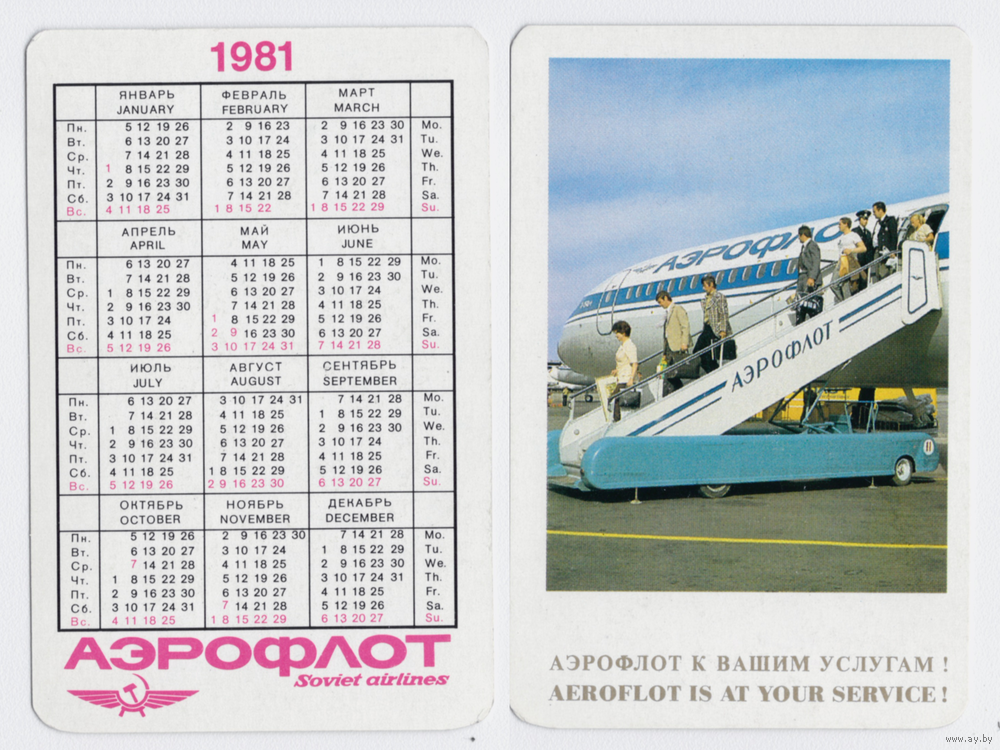 1981
ЯНВАРЬ ФЕВРАЛЬ МАРТ
JANUARY FEBRUARY MARCH
Пн. 5 12 19 26 2 9 16 23 2 9 16 23 30 Mo.
Вт. 6 13 20 27 3 10 17 24 3 10 17 24 31 Tu.
Ср. 7 14 21 28 4 11 18 25 4 11 18 25 We.
Чт. 1 8 15 22 29 5 12 19 26 5 12 19 26 Th.
Пт. 2 9 16 23 30 6 13 20 27 6 13 20 27 Fr.
Сб. 3 10 17 24 31 7 14 21 28 7 14 21 28 Sa.
Вс. 4 11 18 25 1 8 15 22 1 8 15 22 29 Su.
АПРЕЛЬ МАЙ ИЮНЬ
APRIL MAY JUNE
Пн. 6 13 20 27 4 11 18 25 1 8 15 22 29 Mo.
Вт. 7 14 21 28 5 12 19 26 2 9 16 23 30 Tu.
Ср. 1 8 15 22 29 6 13 20 27 3 10 17 24 We.
Чт. 2 9 16 23 30 7 14 21 28 4 11 18 25 Th.
Пт. 3 10 17 24 1 8 15 22 29 5 12 19 26 Fr.
Сб. 4 11 18 25 2 9 16 23 30 6 13 20 27 Sa.
Вс. 5 12 19 26 3 10 17 24 31 7 14 21 28 Su.
ИЮЛЬ АВГУСТ СЕНТЯБРЬ
JULY AUGUST SEPTEMBER
Пн. 6 13 20 27 3 10 17 24 31 7 14 21 28 Mo.
Вт. 7 14 21 28 4 11 18 25 1 8 15 22 29 Tu.
Ср. 1 8 15 22 29 5 12 19 26 2 9 16 23 30 We.
Чт. 2 9 16 23 30 6 13 20 27 3 10 17 24 Th.
Пт. 3 10 17 24 31 7 14 21 28 4 11 18 25 Fr.
Сб. 4 11 18 25 1 8 15 22 29 5 12 19 26 Sa.
Вс. 5 12 19 26 2 9 16 23 30 6 13 20 27 Su.
ОКТЯБРЬ НОЯБРЬ ДЕКАБРЬ
OCTOBER NOVEMBER DECEMBER
Пн. 5 12 19 26 2 9 16 23 30 7 14 21 28 Mo.
Вт. 6 13 20 27 3 10 17 24 1 8 15 22 29 Tu.
Ср. 7 14 21 28 4 11 18 25 2 9 16 23 30 We.
Чт. 1 8 15 22 29 5 12 19 26 3 10 17 24 31 Th.
Пт. 2 9 16 23 30 6 13 20 27 4 11 18 25 Fr.
Сб. 3 10 17 24 31 7 14 21 28 5 12 19 26 Sa.
Вс. 4 11 18 25 1 8 15 22 29 6 13 20 27 Su.
АЭРОФЛОТ
Soviet airlines
АЭРОФЛО
АЭРОФЛОТ
АЭРОФЛОТ К ВАШИМ УСЛУГАМ !
AEROFLOT IS AT YOUR SERVICE !
www.ay.by